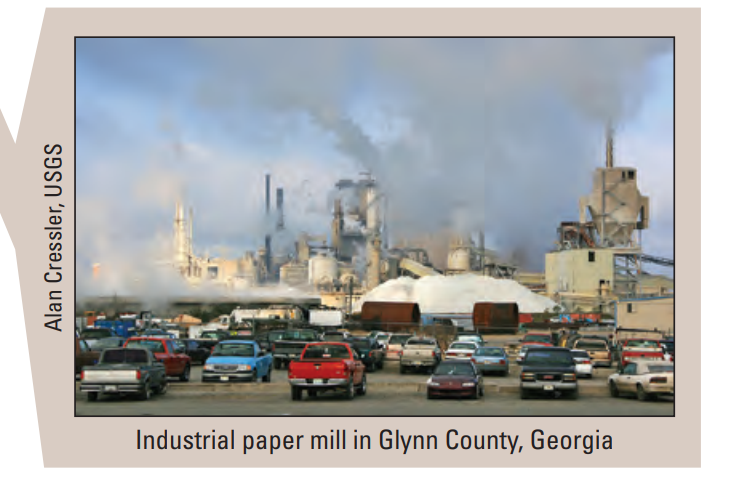 Alan Cressler, USGS
Industrial paper mill in Glynn County, Georgia